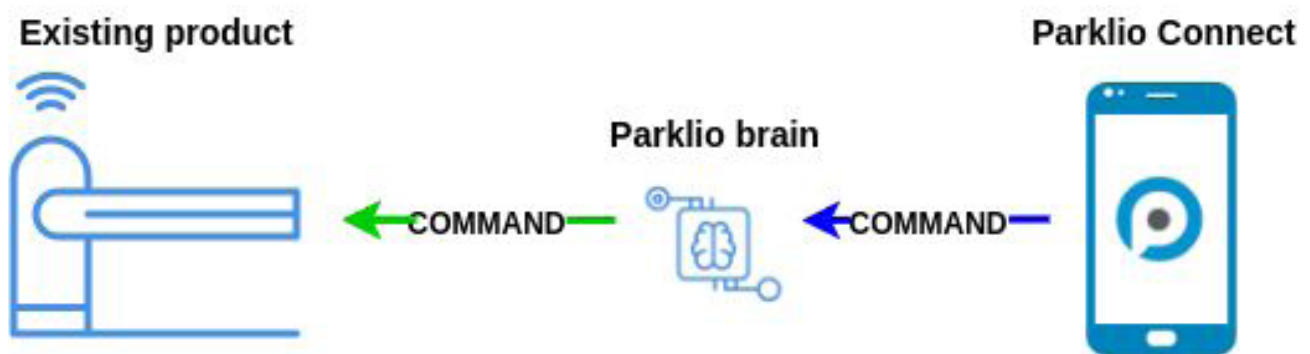 Existing product
Parklio Connect
Parklio brain
COMMAND
COMMAND